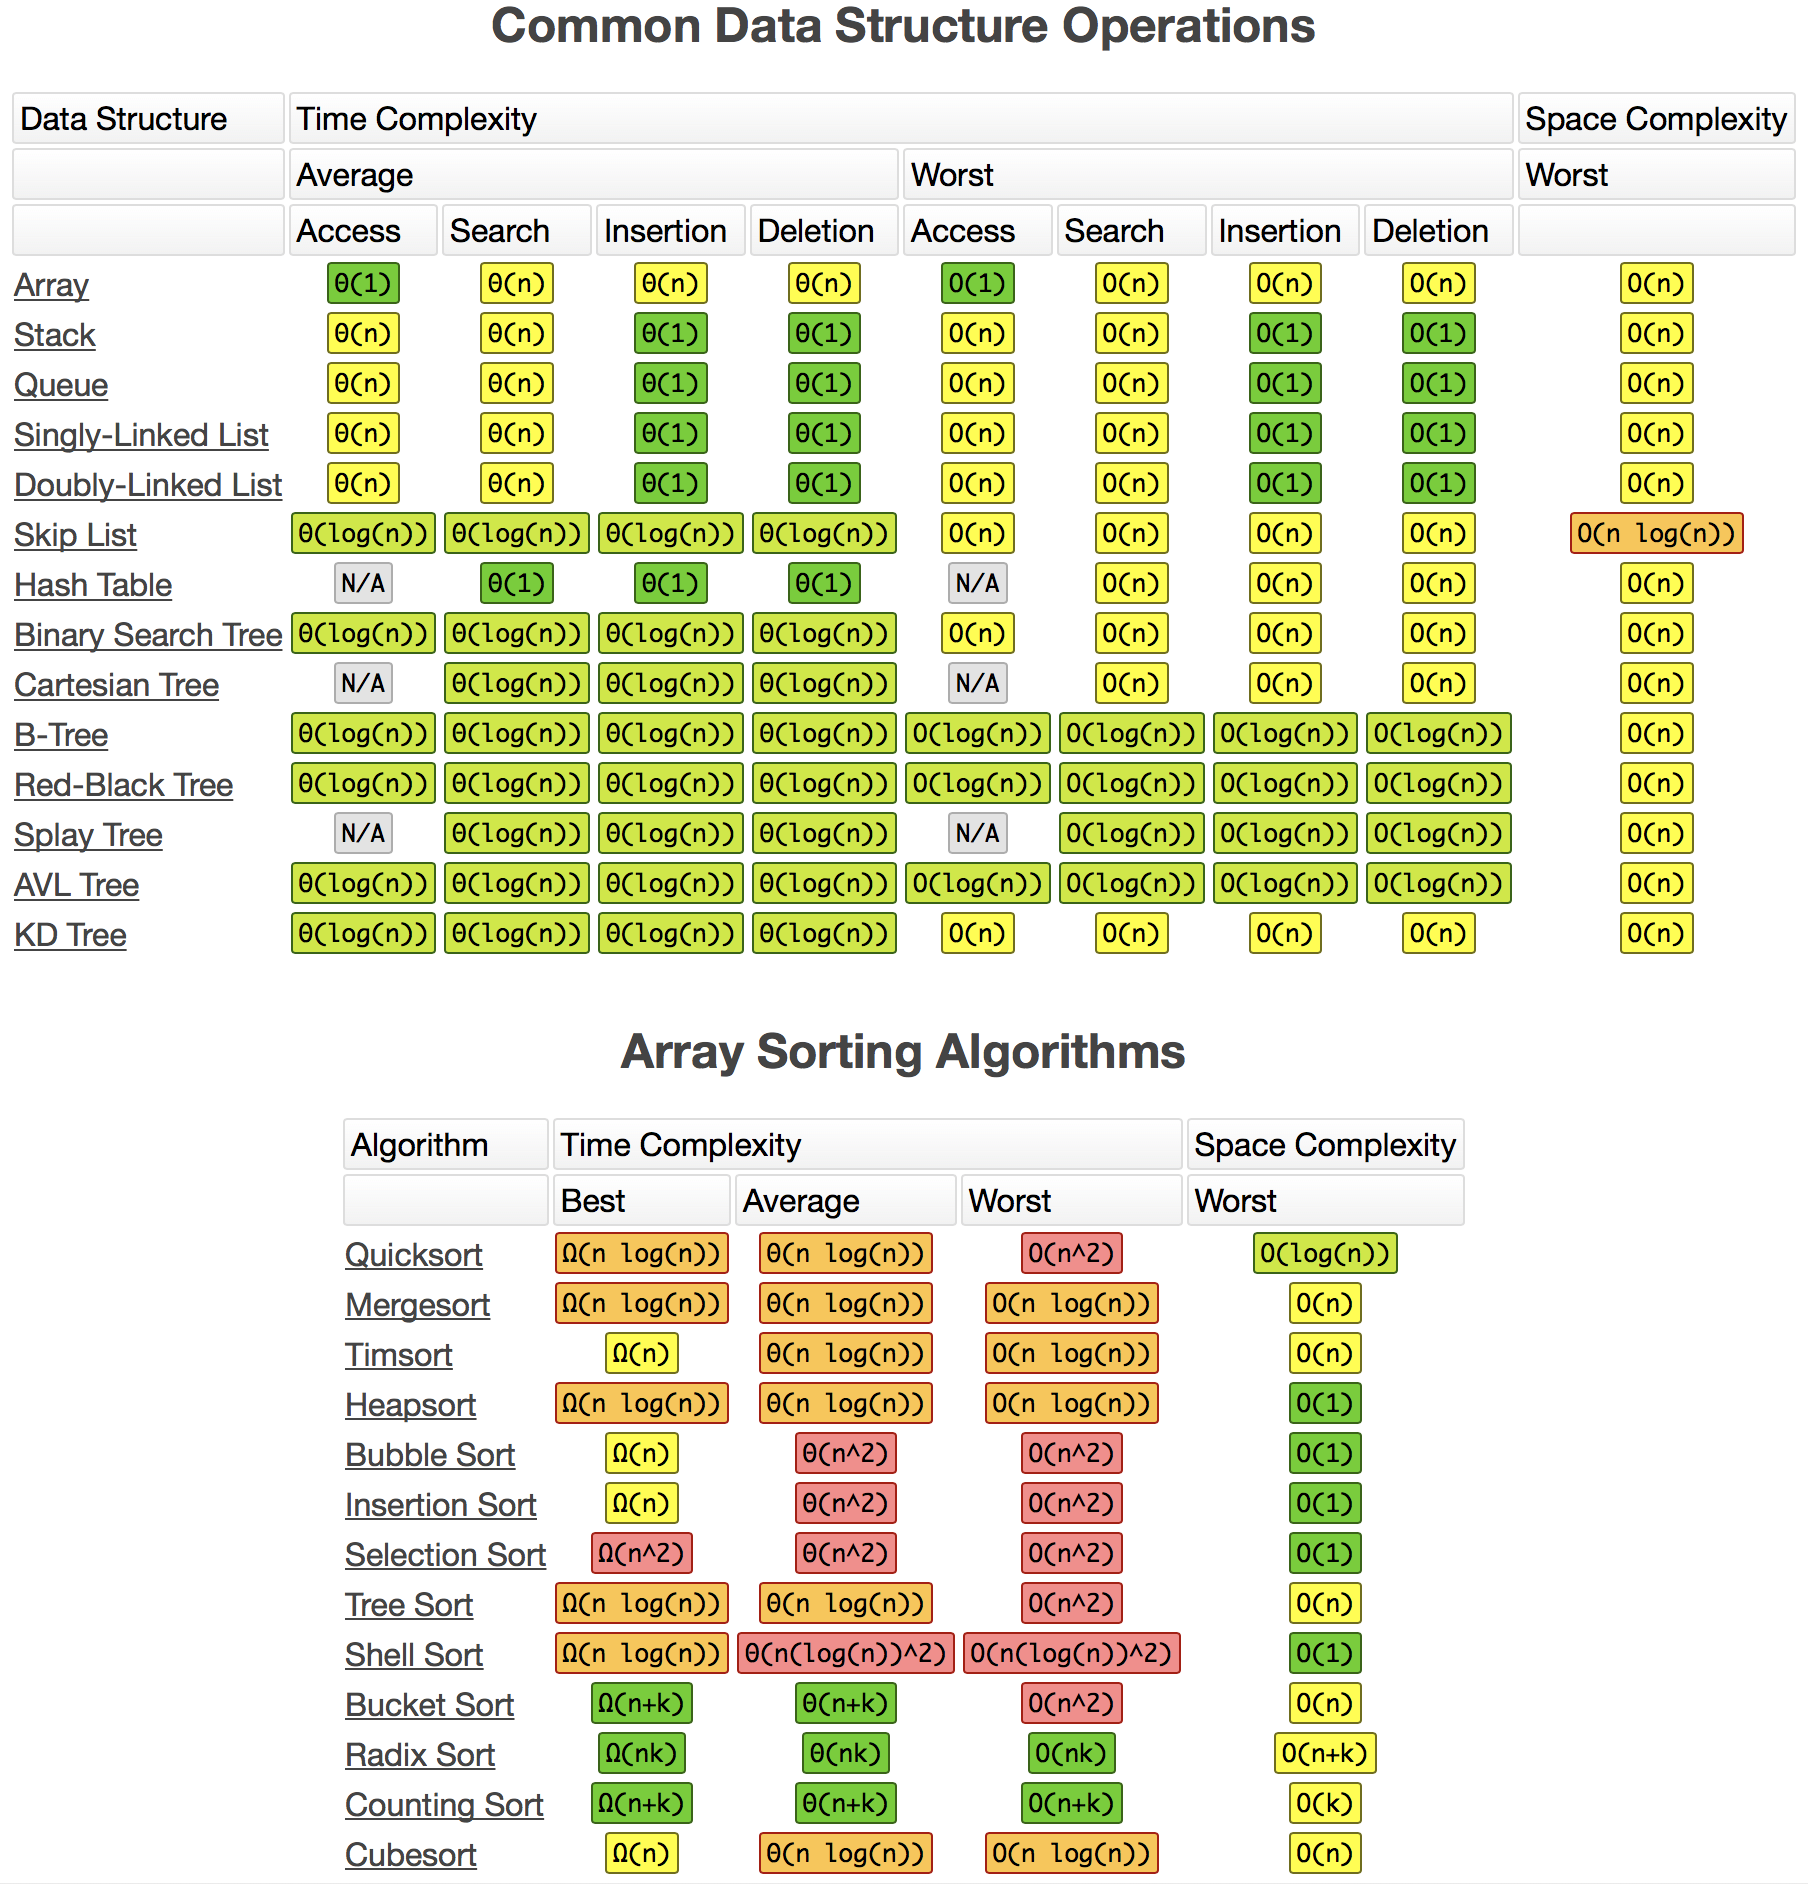 Common Data Structure Operations
Data Structure Time Complexity Space Complexity
Average Worst Worst
Access Search Insertion Deletion Access Search Insertion Deletion
Array Θ(1) Θ(n) Θ(n) Θ(n) O(1) O(n) O(n) O(n) O(n)
Stack Θ(n) Θ(n) Θ(1) Θ(1) O(n) O(n) O(1) O(1) O(n)
Queue Θ(n) Θ(n) Θ(1) Θ(1) O(n) O(n) O(1) O(1) O(n)
Singly-Linked List Θ(n) Θ(n) Θ(1) Θ(1) O(n) O(n) O(1) O(1) O(n)
Doubly-Linked List Θ(n) Θ(n) Θ(1) Θ(1) O(n) O(n) O(1) O(1) O(n)
Skip List Θ(log(n)) Θ(log(n)) Θ(log(n)) Θ(log(n)) O(n) O(n) O(n) O(n) O(n log(n))
Hash Table N/A Θ(1) Θ(1) Θ(1) N/A O(n) O(n) O(n) O(n)
Binary Search Tree Θ(log(n)) Θ(log(n)) Θ(log(n)) Θ(log(n)) O(n) O(n) O(n) O(n) O(n)
Cartesian Tree N/A Θ(log(n)) Θ(log(n)) Θ(log(n)) N/A O(n) O(n) O(n) O(n)
B-Tree Θ(log(n)) Θ(log(n)) Θ(log(n)) Θ(log(n)) O(log(n)) O(log(n)) O(log(n)) O(log(n)) O(n)
Red-Black Tree Θ(log(n)) Θ(log(n)) Θ(log(n)) Θ(log(n)) O(log(n)) O(log(n)) O(log(n)) O(log(n)) O(n)
Splay Tree N/A Θ(log(n)) Θ(log(n)) Θ(log(n)) N/A O(log(n)) O(log(n)) O(log(n)) O(n)
AVL Tree Θ(log(n)) Θ(log(n)) Θ(log(n)) Θ(log(n)) O(log(n)) O(log(n)) O(log(n)) O(log(n)) O(n)
KD Tree Θ(log(n)) Θ(log(n)) Θ(log(n)) Θ(log(n)) O(n) O(n) O(n) O(n) O(n)
Array Sorting Algorithms
Algorithm Time Complexity Space Complexity
Best Average Worst Worst
Quicksort Ω(n log(n)) Θ(n log(n)) O(n^2) O(log(n))
Mergesort Ω(n log(n)) Θ(n log(n)) O(n log(n)) O(n)
Timsort Ω(n) Θ(n log(n)) O(n log(n)) O(n)
Heapsort Ω(n log(n)) Θ(n log(n)) O(n log(n)) O(1)
Bubble Sort Ω(n) Θ(n^2) O(n^2) O(1)
Insertion Sort Ω(n) Θ(n^2) O(n^2) O(1)
Selection Sort Ω(n^2) Θ(n^2) O(n^2) O(1)
Tree Sort Ω(n log(n)) Θ(n log(n)) O(n^2) O(n)
Shell Sort Ω(n log(n)) Θ(n(log(n))^2) O(n(log(n))^2) O(1)
Bucket Sort Ω(n+k) Θ(n+k) O(n^2) O(n)
Radix Sort Ω(nk) Θ(nk) O(nk) O(n+k)
Counting Sort Ω(n+k) Θ(n+k) O(n+k) O(k)
Cubesort Ω(n) Θ(n log(n)) O(n log(n)) O(n)